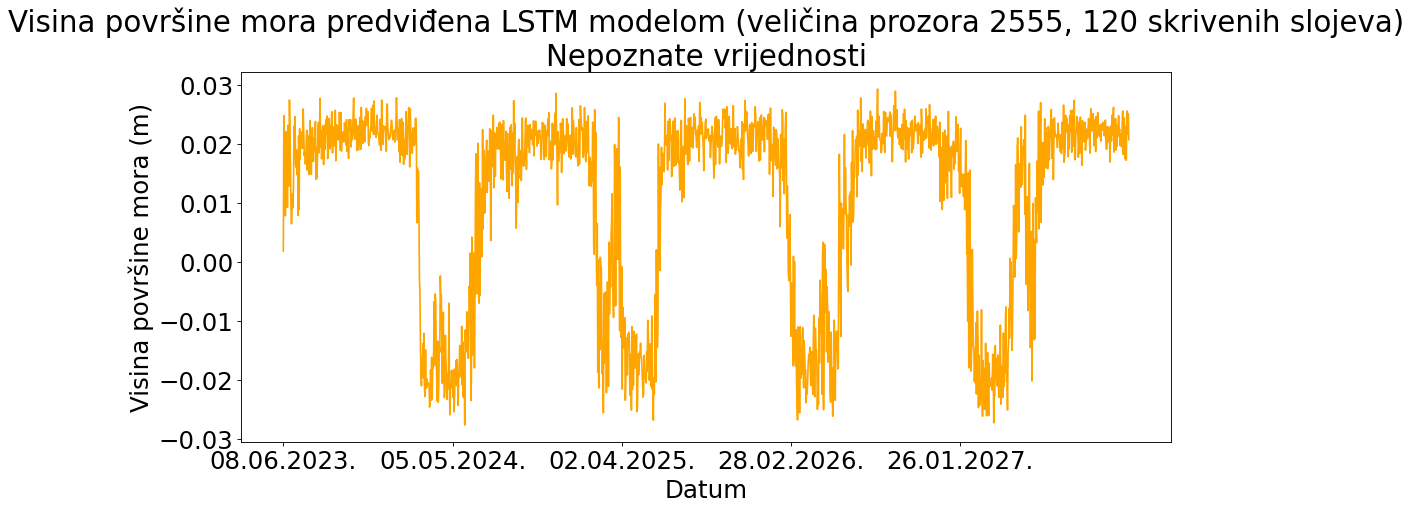 Visina površine mora predviđena LSTM modelom (veličina prozora 2555, 120 skrivenih slojeva)
Nepoznate vrijednosti
Visina površine mora (m)
0.03
0.02
0.01
0.00
−0.01
−0.02
−0.03
08.06.2023. 05.05.2024. 02.04.2025. 28.02.2026. 26.01.2027.
Datum